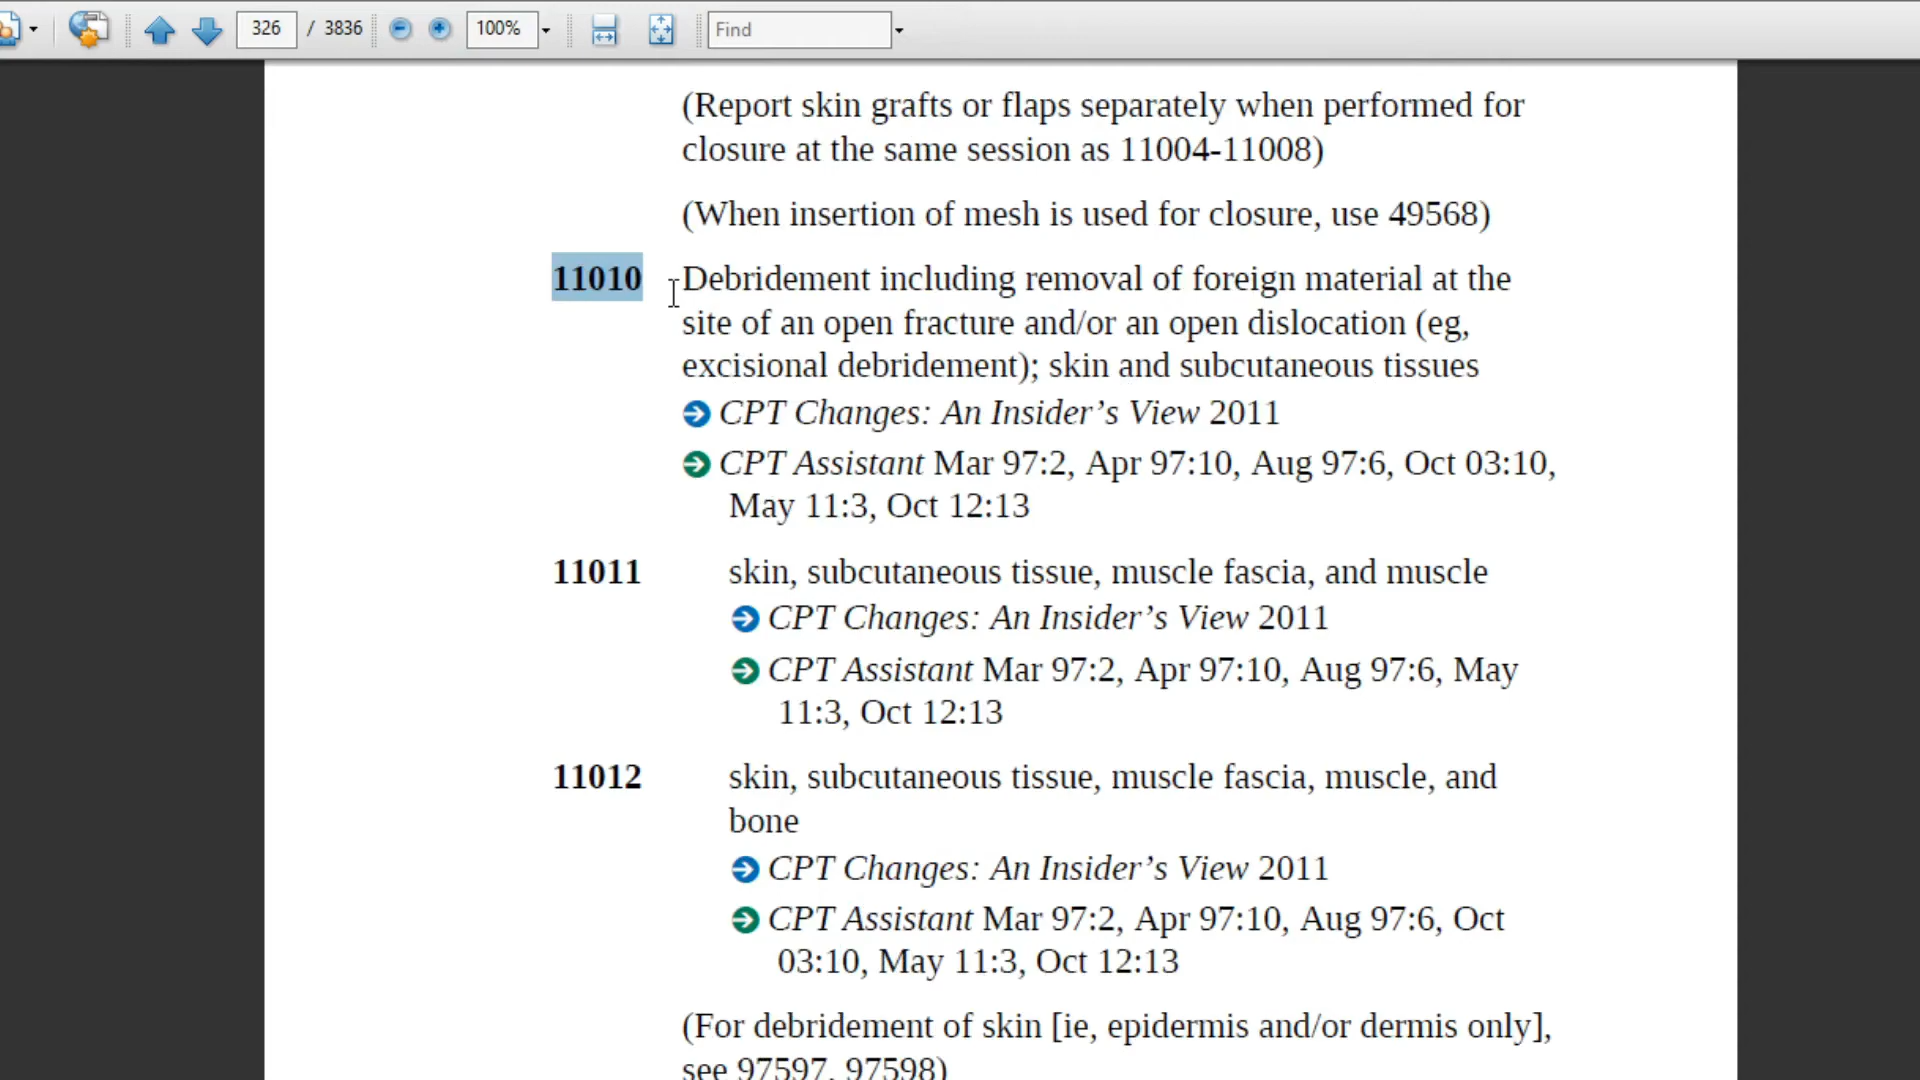 326 / 3836 100% Find
(Report skin grafts or flaps separately when performed for
closure at the same session as 11004-11008)
(When insertion of mesh is used for closure, use 49568)
11010 Debridement including removal of foreign material at the
site of an open fracture and/or an open dislocation (eg,
excisional debridement); skin and subcutaneous tissues
CPT Changes: An Insider’s View 2011
CPT Assistant Mar 97:2, Apr 97:10, Aug 97:6, Oct 03:10,
May 11:3, Oct 12:13
11011 skin, subcutaneous tissue, muscle fascia, and muscle
CPT Changes: An Insider’s View 2011
CPT Assistant Mar 97:2, Apr 97:10, Aug 97:6, May
11:3, Oct 12:13
11012 skin, subcutaneous tissue, muscle fascia, muscle, and
bone
CPT Changes: An Insider’s View 2011
CPT Assistant Mar 97:2, Apr 97:10, Aug 97:6, Oct
03:10, May 11:3, Oct 12:13
(For debridement of skin [ie, epidermis and/or dermis only],
see 97597, 97598)